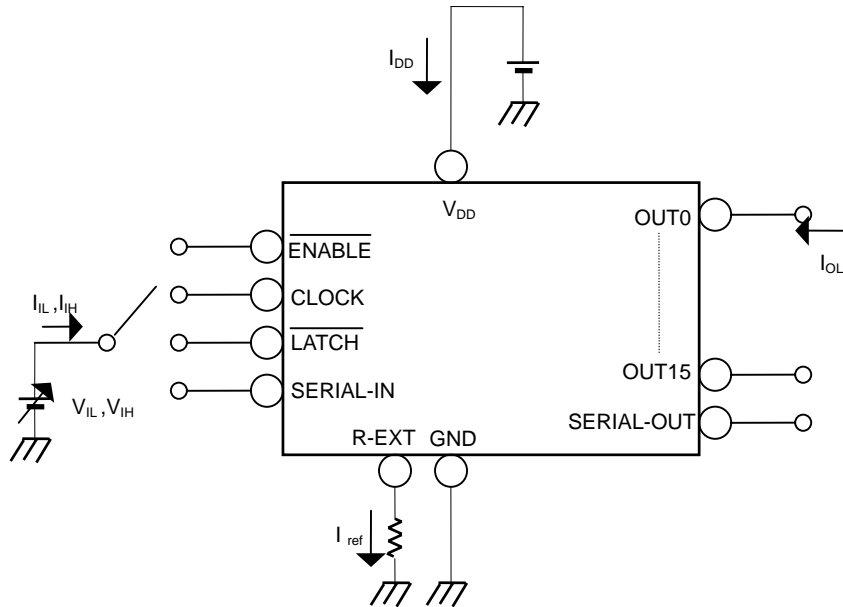 I_DD
V_DD
OUT0
I_OL
ENABLE
CLOCK
LATCH
SERIAL-IN
I_IL ,I_IH
V_IL ,V_IH
OUT15
SERIAL-OUT
R-EXT GND
I_ref